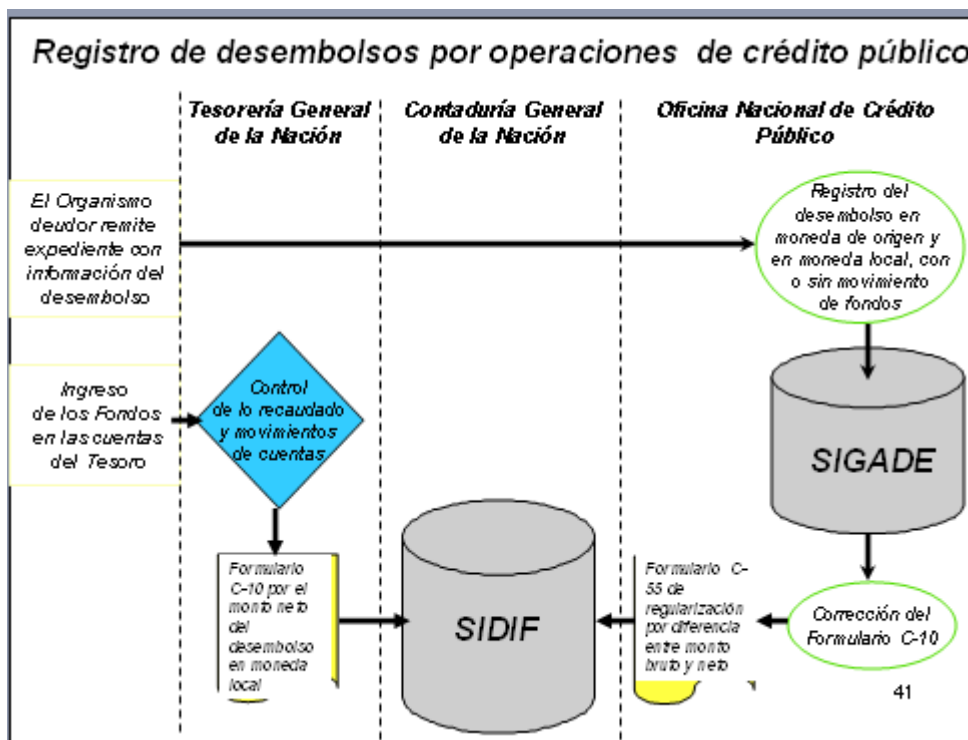 Registro de desembolsos por operaciones de crédito público
Tesorería General
de la Nación
Contaduría General
de la Nación
Oficina Nacional de Crédito
Público
El Organismo
deudor remite
expediente con
información del
desembolso
Registro del
desembolso en
moneda de origen y
en moneda local, con
o sin movimiento
de fondos
Ingreso
de los Fondos
en las cuentas
del Tesoro
Control
de lo recaudado
y movimientos
de cuentas
SIGADE
Formulario
C-10 por el
monto neto
del
desembolso
en moneda
local
SIDIF
Formulario C-
55 de
regularización
por diferencia
entre monto
bruto y neto
Corrección del
Formulario C-10
41